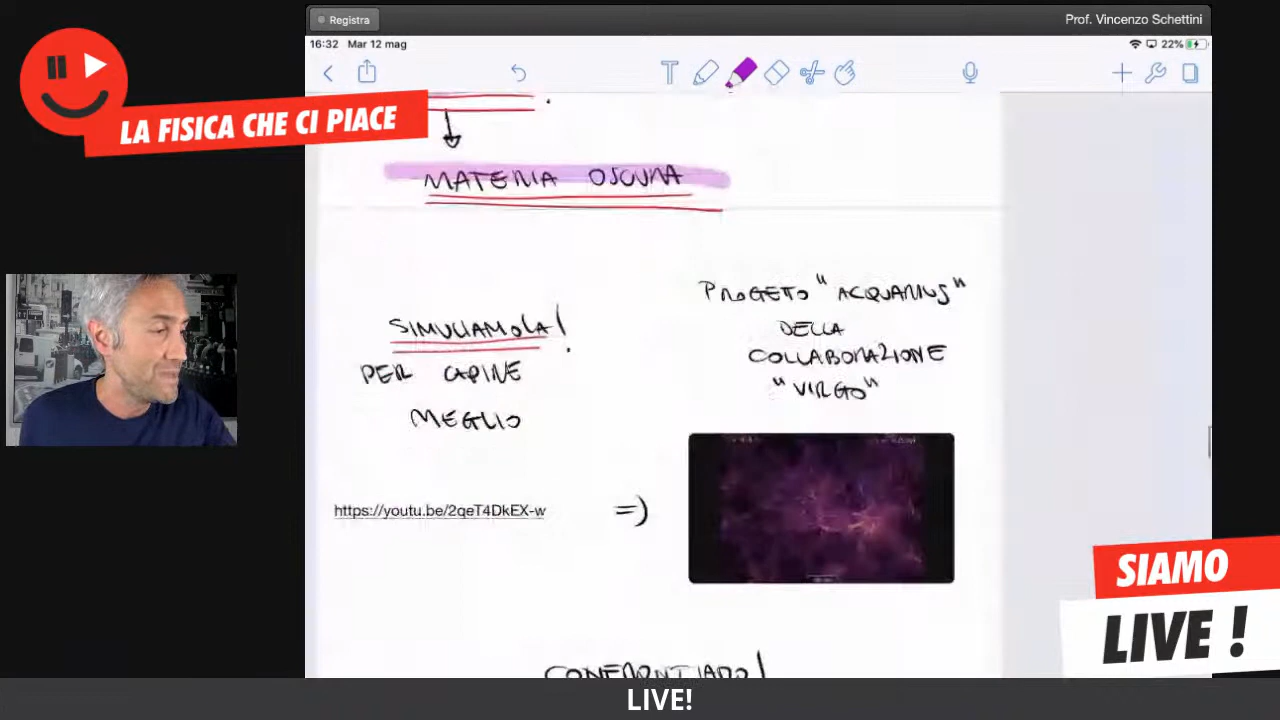 Registra
Prof. Vincenzo Schettini
16:32 Mar 12 mag
22%
LA FISICA CHE CI PIACE
MATERIA OSCURA
PROGETO "ACQUARIUS"
DELLA
COLLABORAZIONE
"VIRGO"
SIMULIAMOLA!
PER CAPIRE
MEGLIO
https://youtu.be/2qeT4DkEX-w
=)
SIAMO
LIVE !
LIVE!